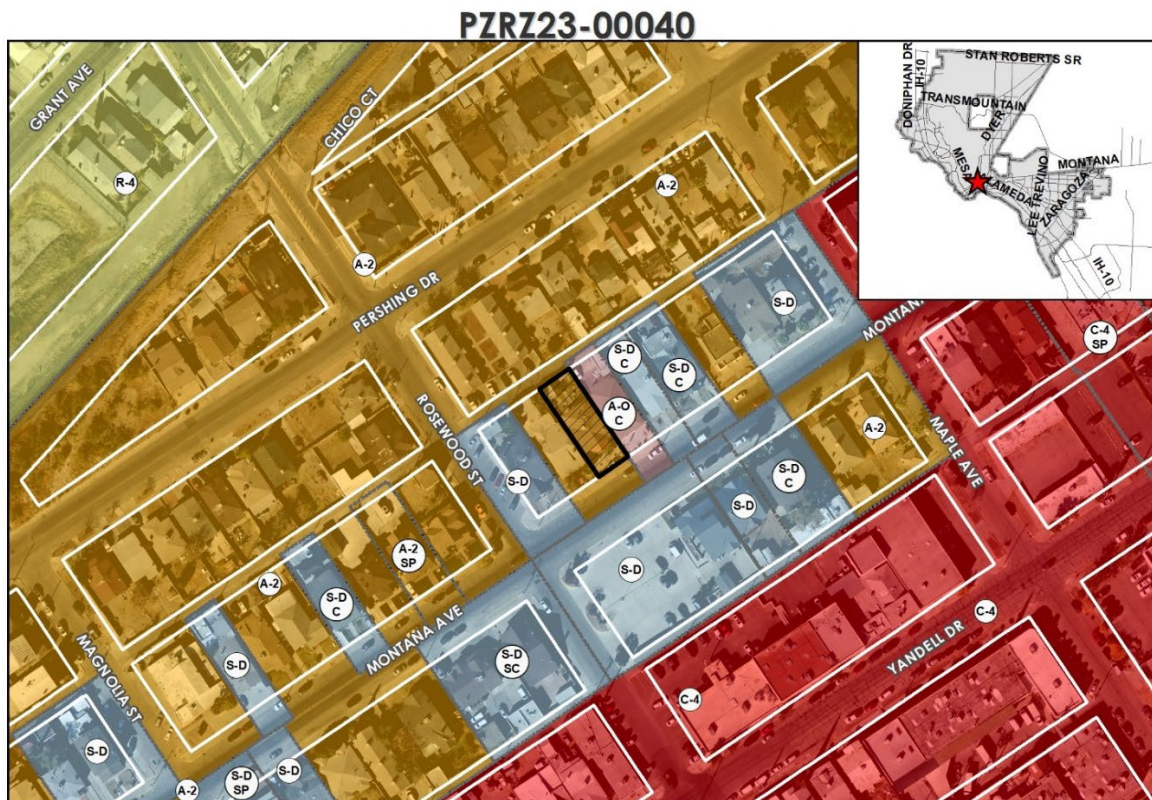 PZRZ23-00040
GRANT AVE
CHICO CT
R-4
A-2
A-2
PERSHING DR
DONIPHAN DR
IH-10
STAN ROBERTS SR
TRANSMOUNTAIN
DYER
MESA
MONTANA
ALAMEDA
LEE TREVINO
ZARAGOZA
IH-10
S-D
MONTANA
C-4
SP
S-D
C
S-D
C
A-O
C
ROSEWOOD ST
S-D
A-2
MAPLE AVE
S-D
C
S-D
S-D
A-2
SP
A-2
S-D
C
MONTANA AVE
S-D
SC
YANDELL DR
C-4
MAGNOLIA ST
S-D
C-4
S-D
A-2
S-D
SP
S-D